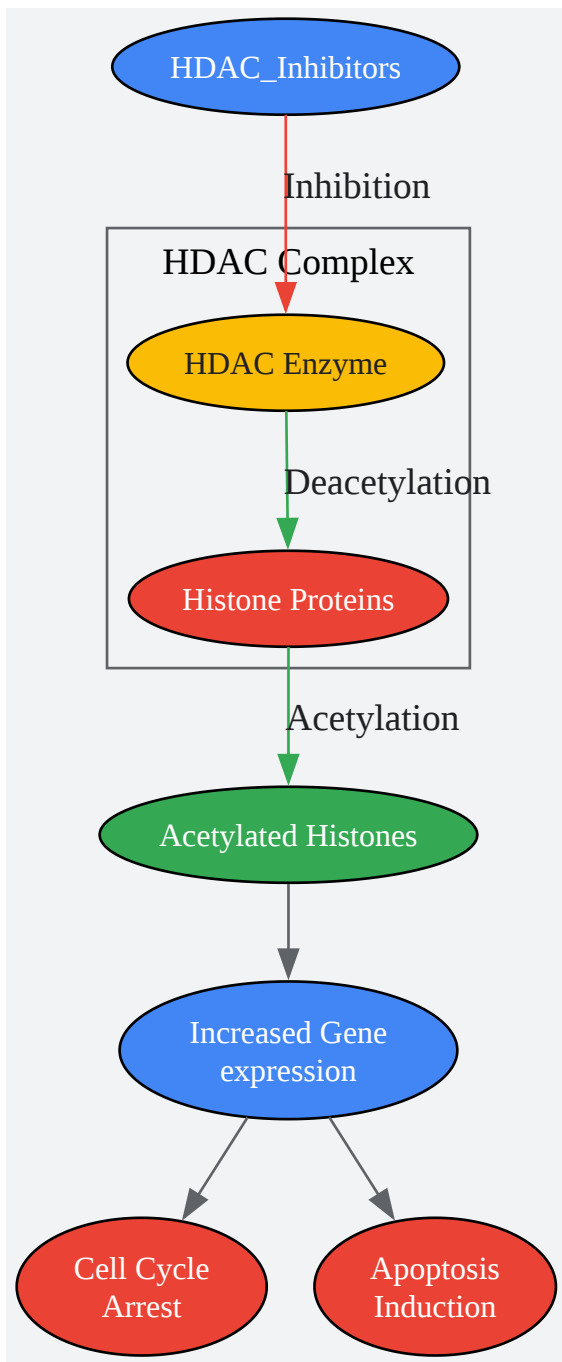 HDAC_Inhibitors
Inhibition
HDAC Complex
HDAC Enzyme
Deacetylation
Histone Proteins
Acetylation
Acetylated Histones
Increased Gene
expression
Cell Cycle
Arrest
Apoptosis
Induction